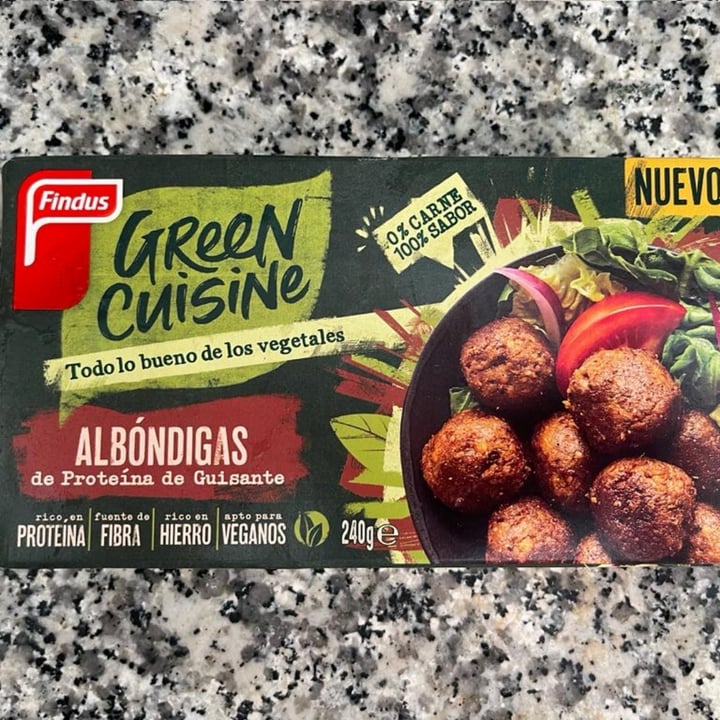 Findus
GREEN
CUISINE
Todo lo bueno de los vegetales
0% CARNE
100% SABOR
NUEVO
ALBÓNDIGAS
de Proteína de Guisante
rico en PROTEÍNA
fuente de FIBRA
rico en HIERRO
apto para VEGANOS
240g e